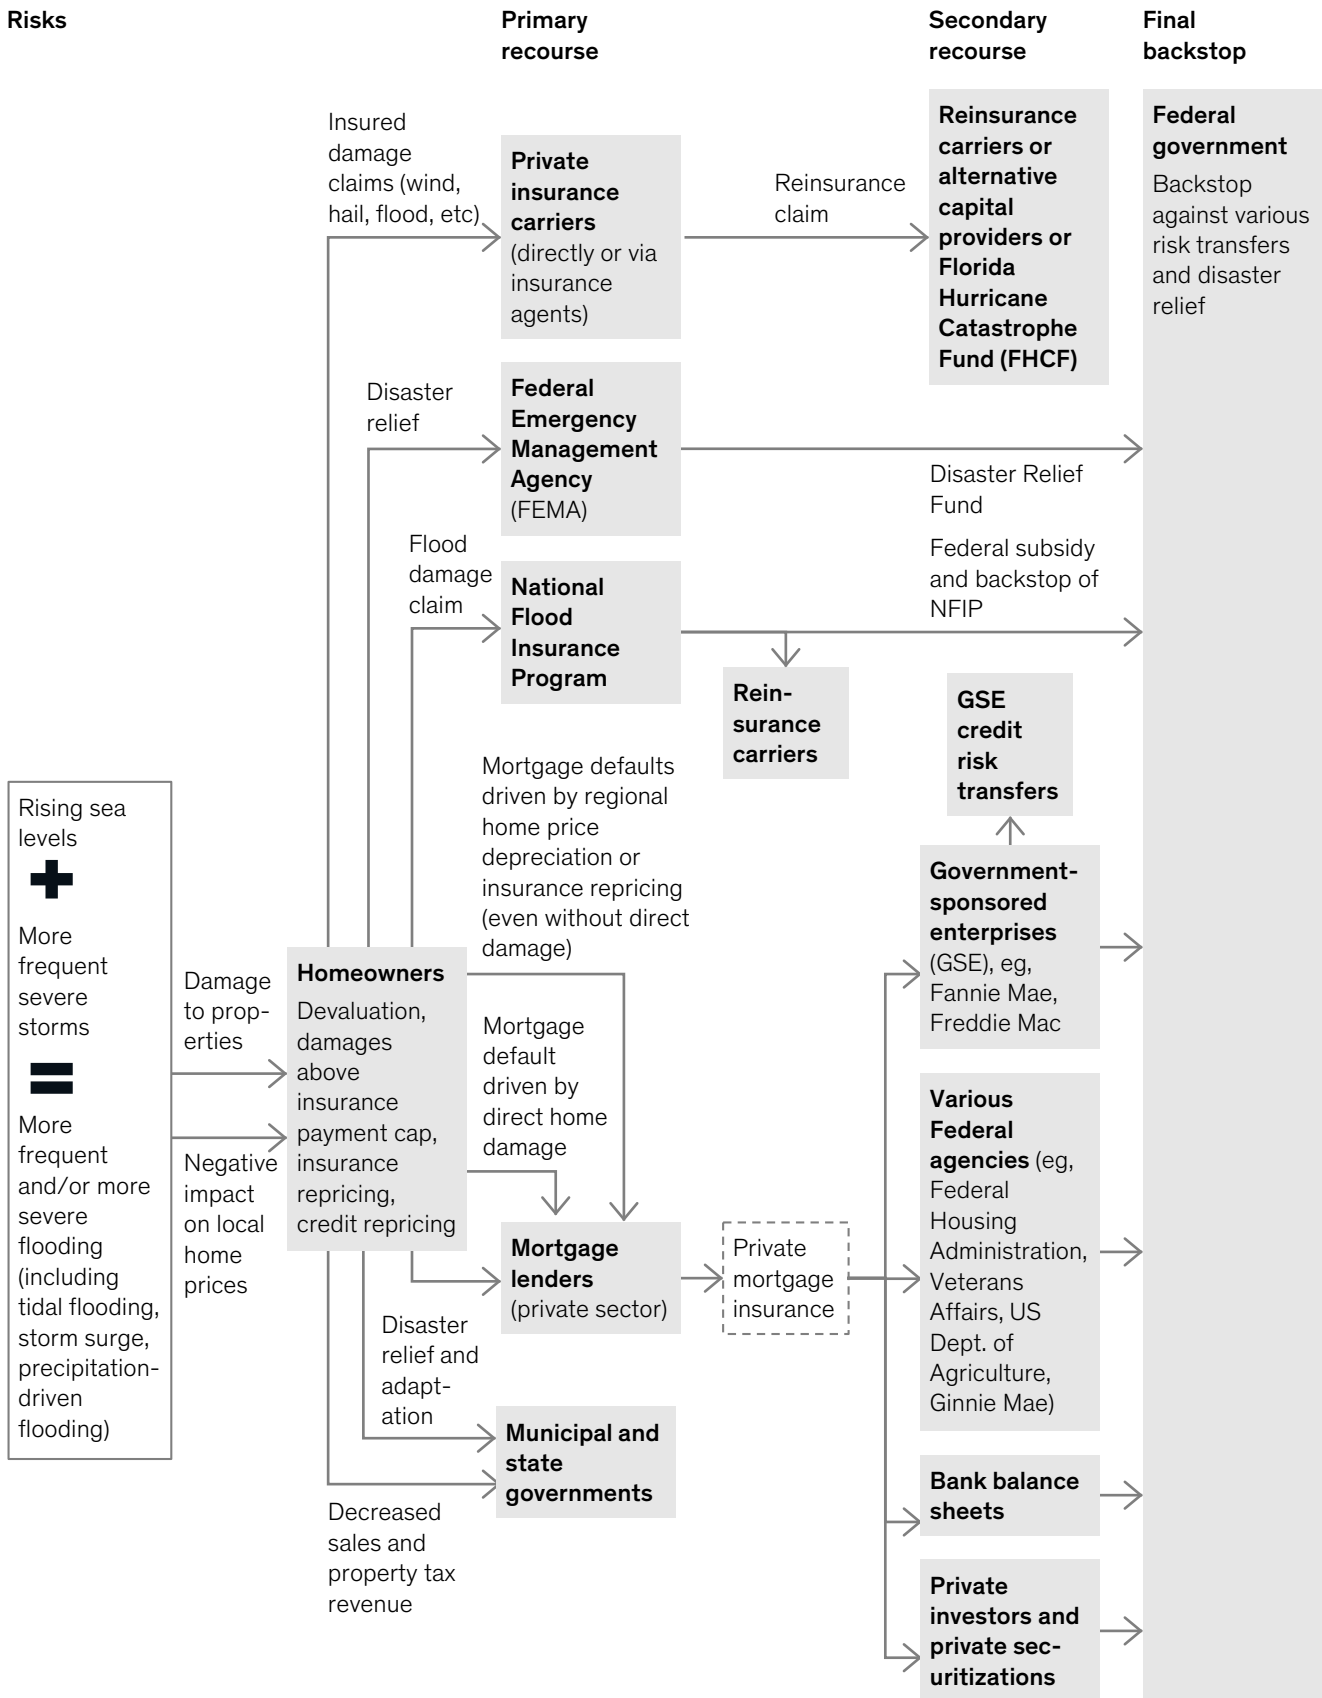 Risks
Primary
recourse
Secondary
recourse
Final
backstop
Insured
damage
claims (wind,
hail, flood, etc)
Private
insurance
carriers
(directly or via
insurance
agents)
Reinsurance
claim
Reinsurance
carriers or
alternative
capital
providers or
Florida
Hurricane
Catastrophe
Fund (FHCF)
Federal
government
Backstop
against various
risk transfers
and disaster
relief
Disaster
relief
Federal
Emergency
Management
Agency
(FEMA)
Disaster Relief
Fund
Flood
damage
claim
National
Flood
Insurance
Program
Federal subsidy
and backstop of
NFIP
Rein-
surance
carriers
GSE
credit
risk
transfers
Mortgage defaults
driven by regional
home price
depreciation or
insurance repricing
(even without direct
damage)
Rising sea
levels
+
More
frequent
severe
storms
=
More
frequent
and/or more
severe
flooding
(including
tidal flooding,
storm surge,
precipitation-
driven
flooding)
Damage
to prop-
erties
Negative
impact
on local
home
prices
Homeowners
Devaluation,
damages
above
insurance
payment cap,
insurance
repricing,
credit repricing
Mortgage
default
driven by
direct home
damage
Mortgage
lenders
(private sector)
Private
mortgage
insurance
Government-
sponsored
enterprises
(GSE), eg,
Fannie Mae,
Freddie Mac
Various
Federal
agencies (eg,
Federal
Housing
Administration,
Veterans
Affairs, US
Dept. of
Agriculture,
Ginnie Mae)
Disaster
relief and
adapt-
ation
Municipal and
state
governments
Decreased
sales and
property tax
revenue
Bank balance
sheets
Private
investors and
private sec-
uritizations